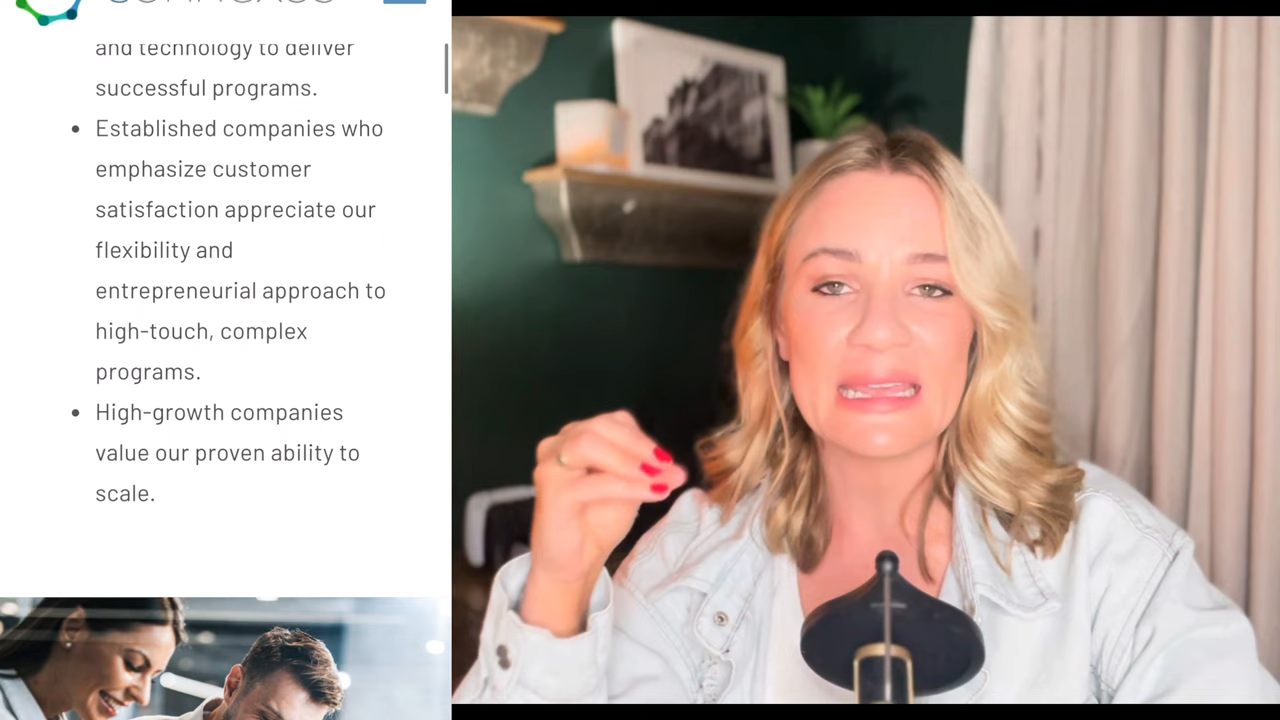 and technology to deliver
successful programs.
Established companies who
emphasize customer
satisfaction appreciate our
flexibility and
entrepreneurial approach to
high-touch, complex
programs.
High-growth companies
value our proven ability to
scale.